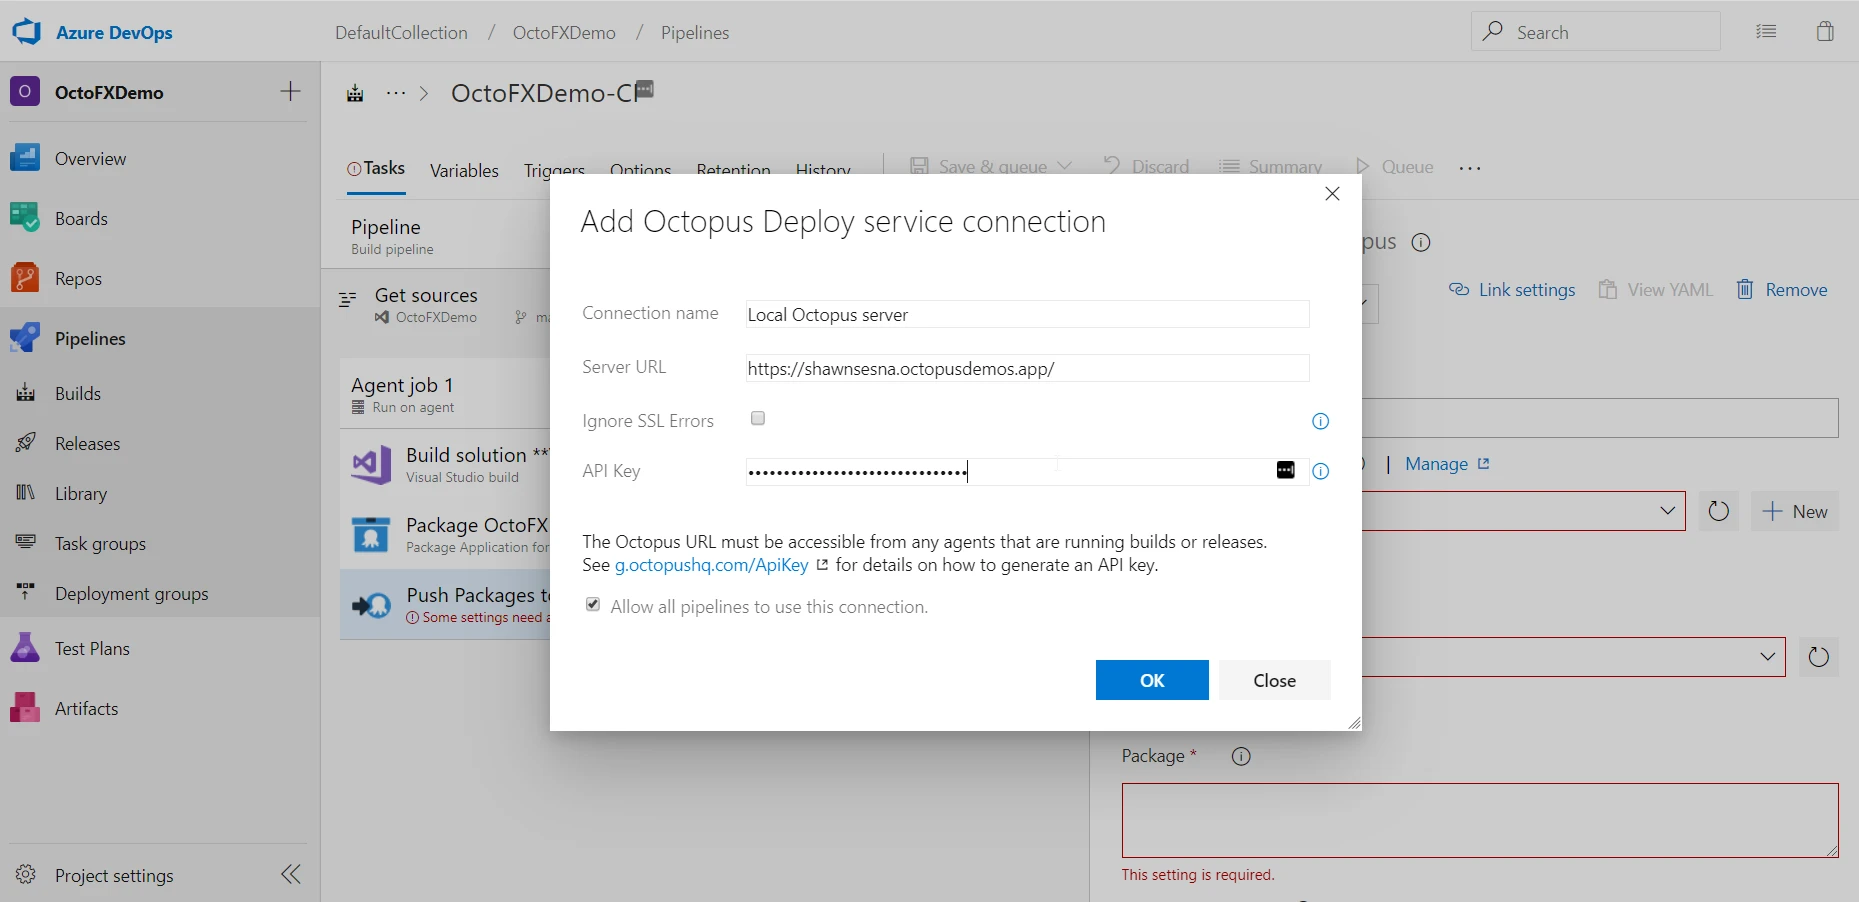 Azure DevOps
DefaultCollection / OctoFXDemo / Pipelines
Search
O OctoFXDemo
Overview
Boards
Repos
Pipelines
Builds
Releases
Library
Task groups
Deployment groups
Test Plans
Artifacts
Project settings
··· > OctoFXDemo-CI
Tasks Variables Triggers Options Retention History Save & queue Discard Summary Queue ···
Pipeline
Build pipeline
Get sources
OctoFXDemo
Agent job 1
Run on agent
Build solution **
Visual Studio build
Package OctoFX
Package Application for
Push Packages
Some settings need
Add Octopus Deploy service connection
Connection name Local Octopus server
Server URL https://shawnsesna.octopusdemos.app/
Ignore SSL Errors
API Key •••••••••••••••••••••••••••••••
The Octopus URL must be accessible from any agents that are running builds or releases.
See g.octopushq.com/ApiKey for details on how to generate an API key.
Allow all pipelines to use this connection.
OK Close
pus
Link settings View YAML Remove
| Manage
New
Package *
This setting is required.